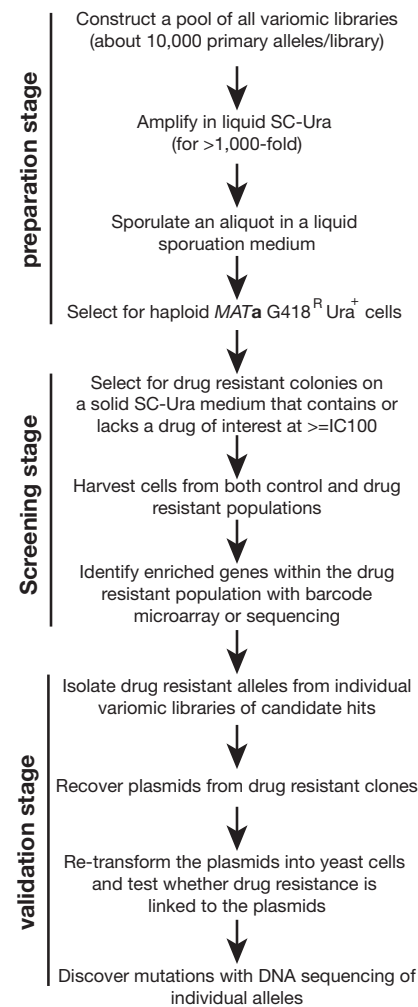 preparation stage
Construct a pool of all variomic libraries
(about 10,000 primary alleles/library)
Amplify in liquid SC-Ura
(for >1,000-fold)
Sporulate an aliquot in a liquid
sporuation medium
Select for haploid MATa G418^R Ura^+ cells
Screening stage
Select for drug resistant colonies on
a solid SC-Ura medium that contains or
lacks a drug of interest at >=IC100
Harvest cells from both control and drug
resistant populations
Identify enriched genes within the drug
resistant population with barcode
microarray or sequencing
validation stage
Isolate drug resistant alleles from individual
variomic libraries of candidate hits
Recover plasmids from drug resistant clones
Re-transform the plasmids into yeast cells
and test whether drug resistance is
linked to the plasmids
Discover mutations with DNA sequencing of
individual alleles